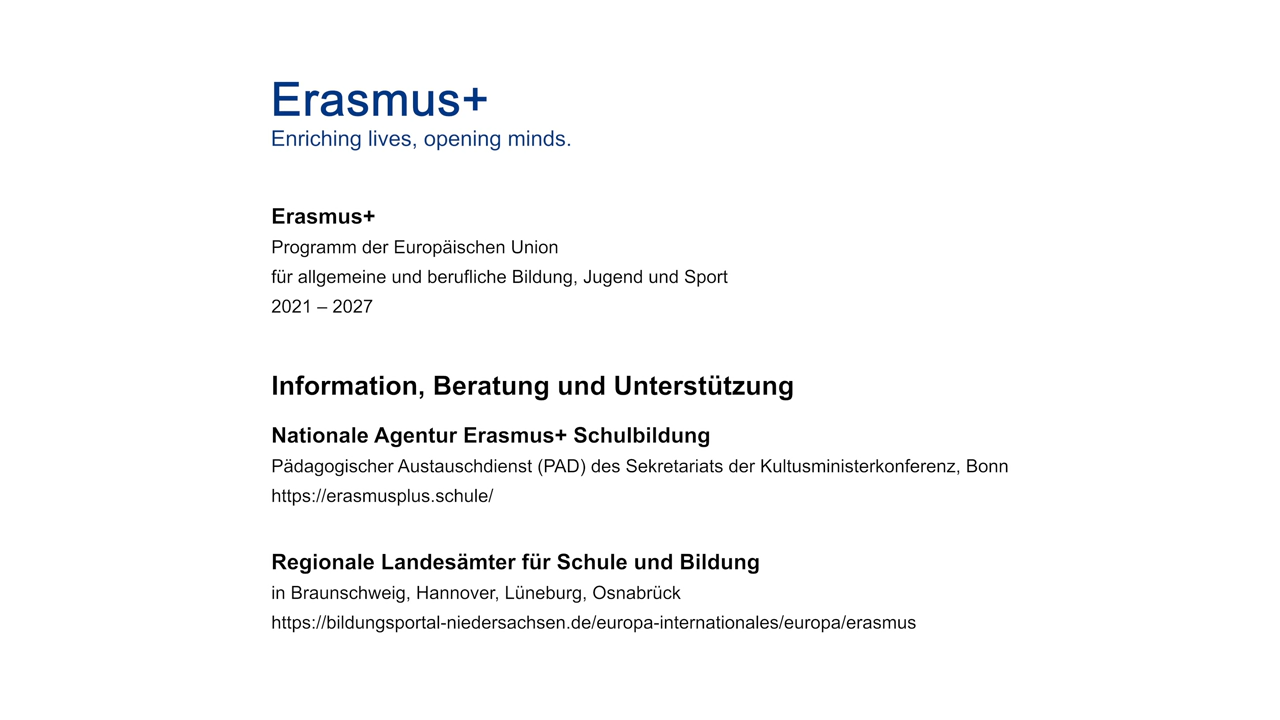 Erasmus+
Enriching lives, opening minds.
Erasmus+
Programm der Europäischen Union
für allgemeine und berufliche Bildung, Jugend und Sport
2021 – 2027
Information, Beratung und Unterstützung
Nationale Agentur Erasmus+ Schulbildung
Pädagogischer Austauschdienst (PAD) des Sekretariats der Kultusministerkonferenz, Bonn
https://erasmusplus.schule/
Regionale Landesämter für Schule und Bildung
in Braunschweig, Hannover, Lüneburg, Osnabrück
https://bildungsportal-niedersachsen.de/europa-internationales/europa/erasmus